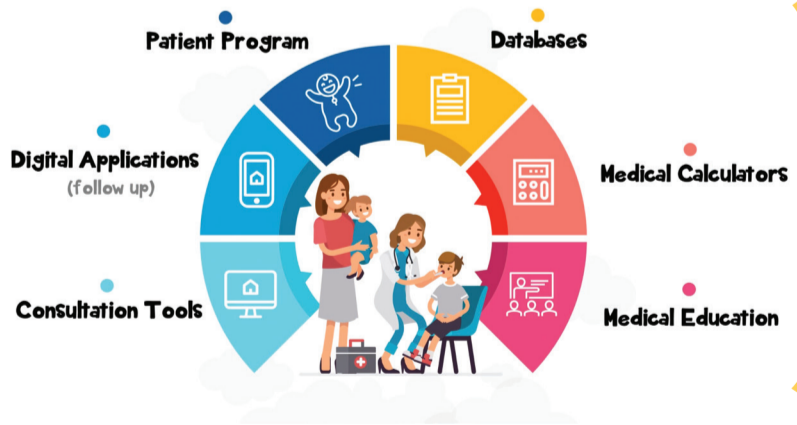 Patient Program
Databases
Digital Applications
(follow up)
Medical Calculators
Consultation Tools
Medical Education